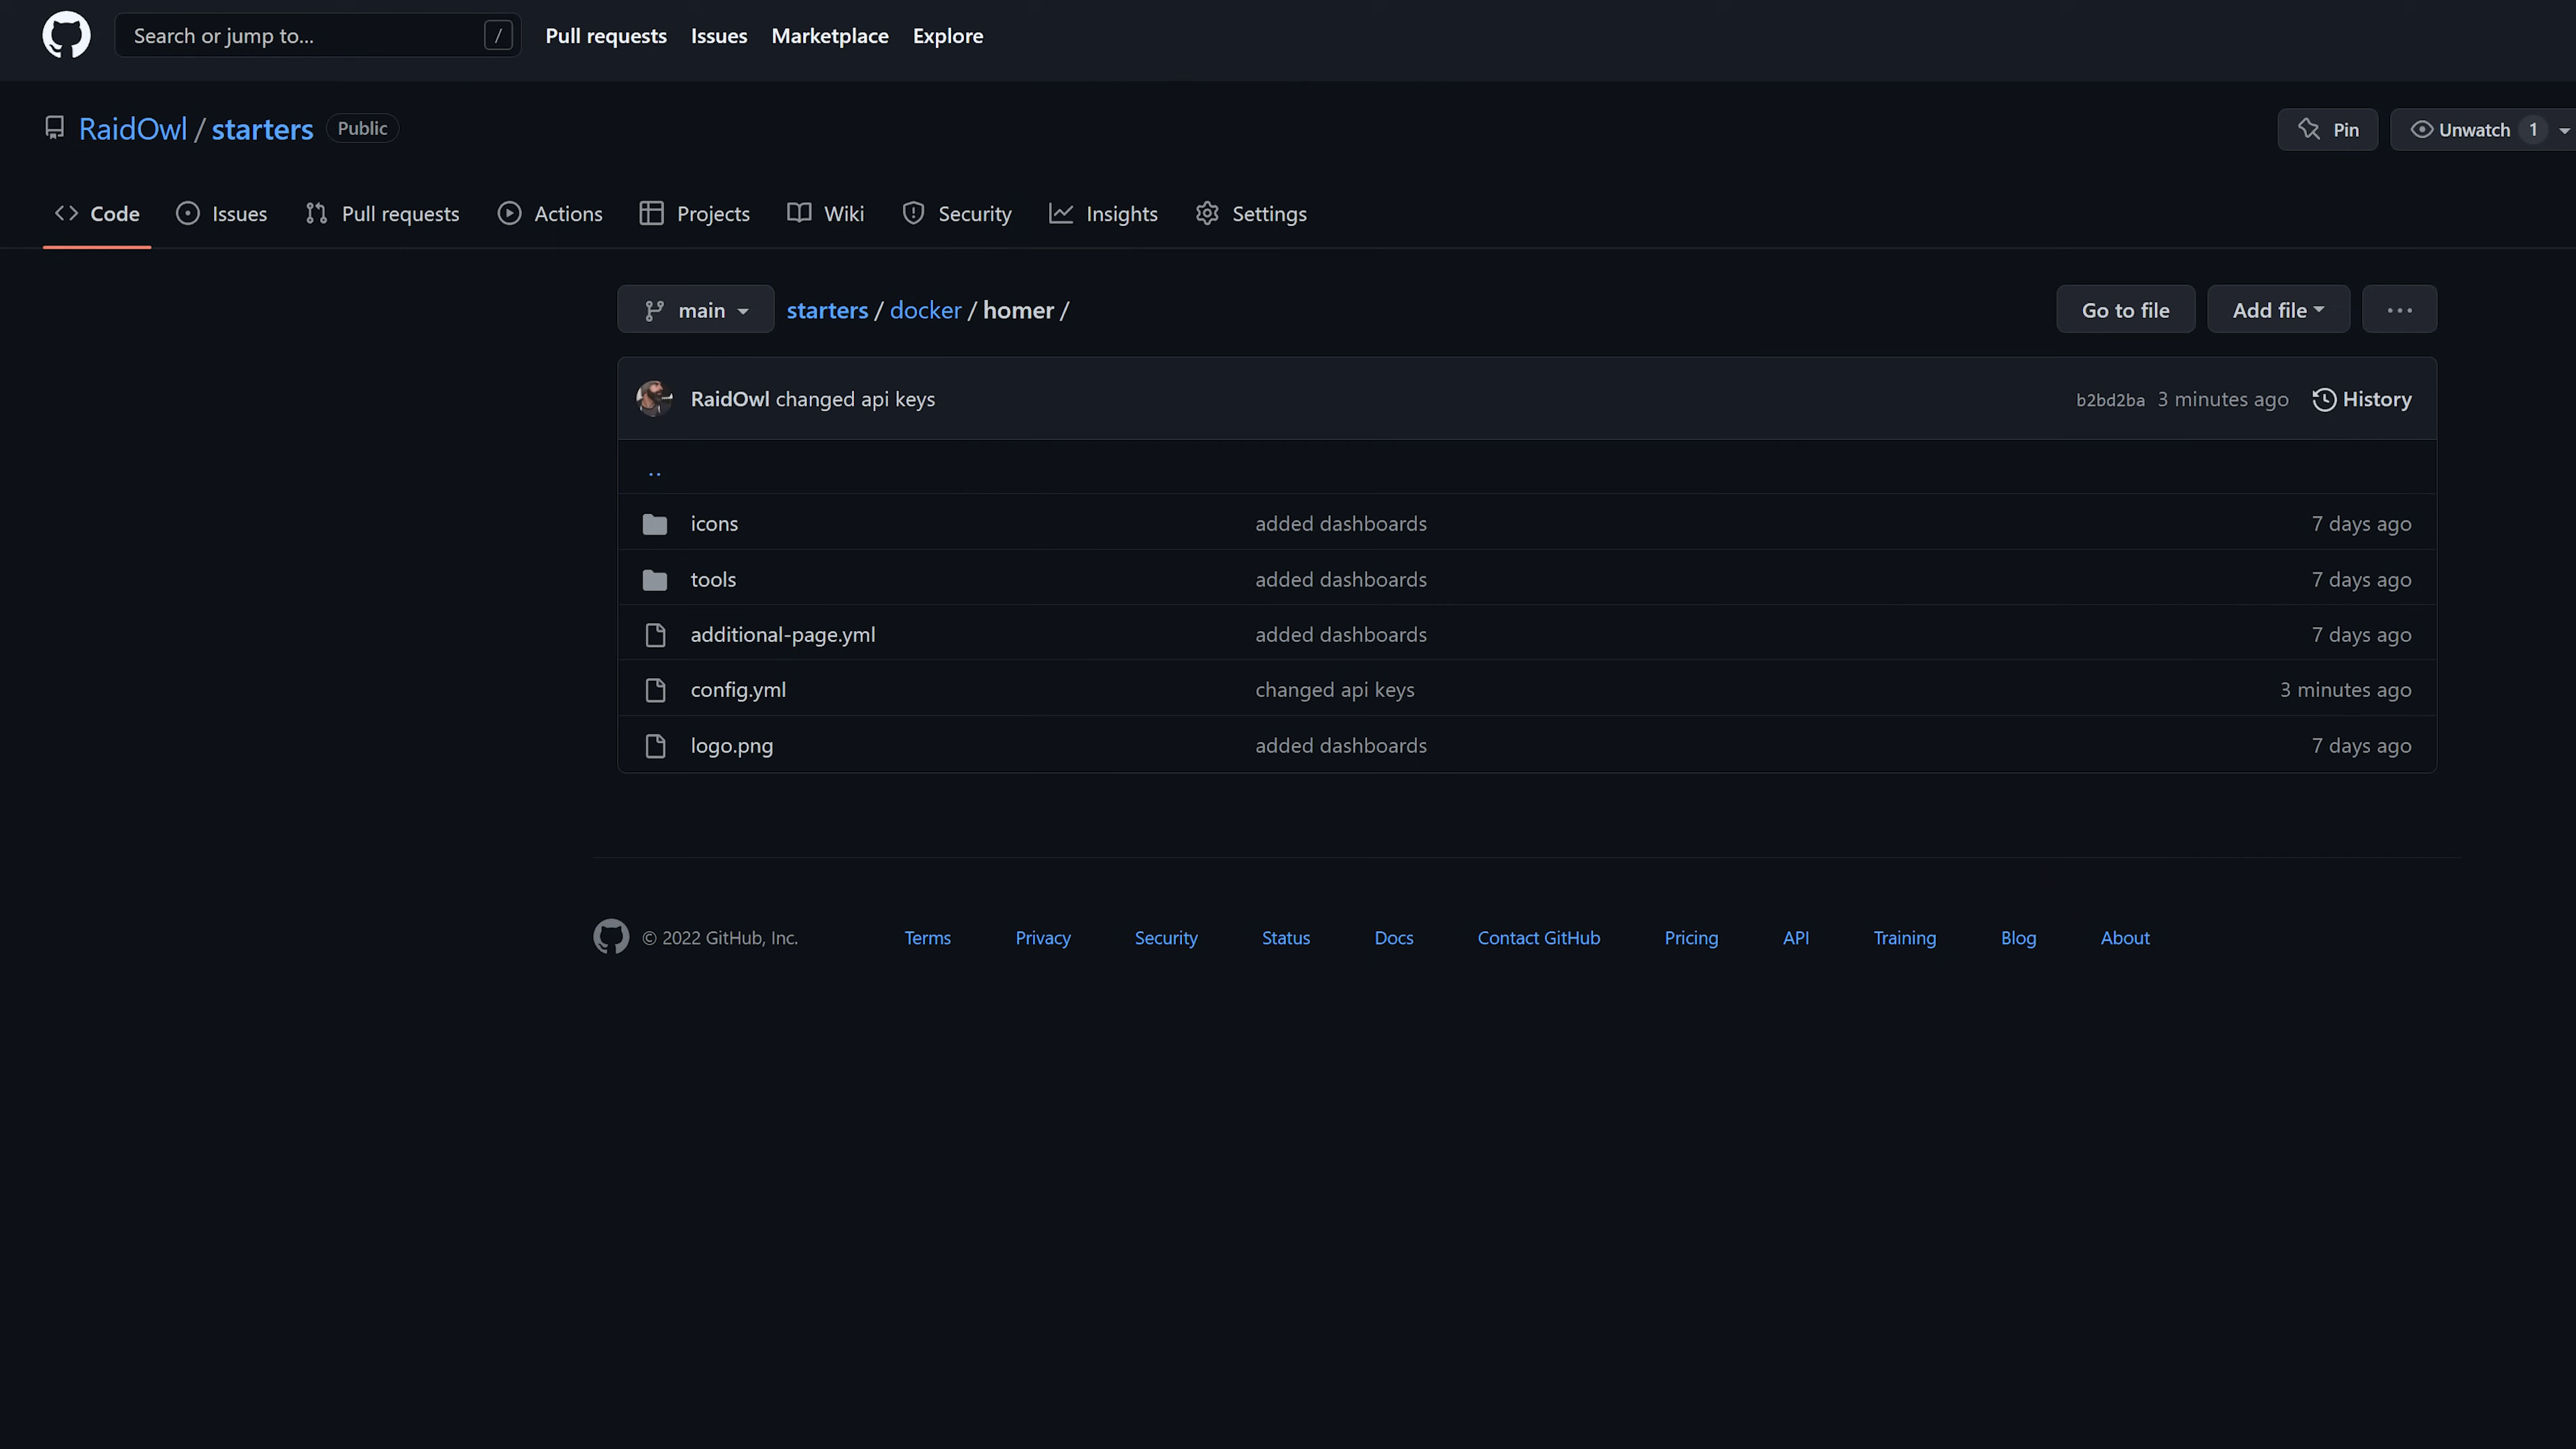 Search or jump to... /
Pull requests Issues Marketplace Explore
RaidOwl / starters Public
Pin
Unwatch 1
Code Issues Pull requests Actions Projects Wiki Security Insights Settings
main
starters / docker / homer /
Go to file
Add file
...
RaidOwl changed api keys b2bd2ba 3 minutes ago History
..
icons added dashboards 7 days ago
tools added dashboards 7 days ago
additional-page.yml added dashboards 7 days ago
config.yml changed api keys 3 minutes ago
logo.png added dashboards 7 days ago
© 2022 GitHub, Inc. Terms Privacy Security Status Docs Contact GitHub Pricing API Training Blog About